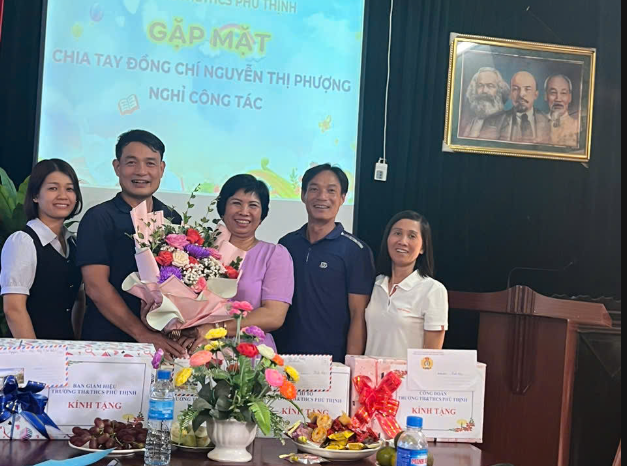 TH&THCS PHÚ THỊNH
GẶP MẶT
CHIA TAY ĐỒNG CHÍ NGUYỄN THỊ PHƯỢNG
NGHỈ CÔNG TÁC
BAN GIÁM HIỆU
TRƯỜNG TH&THCS PHÚ THỊNH
KÍNH TẶNG
KÍNH TẶNG
CÔNG ĐOÀN
TRƯỜNG TH&THCS PHÚ THỊNH
KÍNH TẶNG